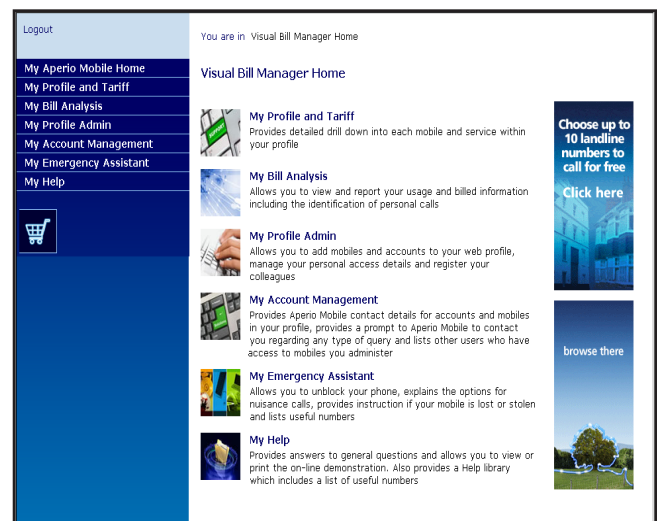 Logout
You are in Visual Bill Manager Home
My Aperio Mobile Home
My Profile and Tariff
My Bill Analysis
My Profile Admin
My Account Management
My Emergency Assistant
My Help
Visual Bill Manager Home
My Profile and Tariff
Provides detailed drill down into each mobile and service within
your profile
My Bill Analysis
Allows you to view and report your usage and billed information
including the identification of personal calls
My Profile Admin
Allows you to add mobiles and accounts to your web profile,
manage your personal access details and register your
colleagues
My Account Management
Provides Aperio Mobile contact details for accounts and mobiles
in your profile, provides a prompt to Aperio Mobile to contact
you regarding any type of query and lists other users who have
access to mobiles you administer
My Emergency Assistant
Allows you to unblock your phone, explains the options for
nuisance calls, provides instruction if your mobile is lost or stolen
and lists useful numbers
My Help
Provides answers to general questions and allows you to view or
print the on-line demonstration. Also provides a Help library
which includes a list of useful numbers
Choose up to
10 landline
numbers to
call for free
Click here
browse there
SUPPORT